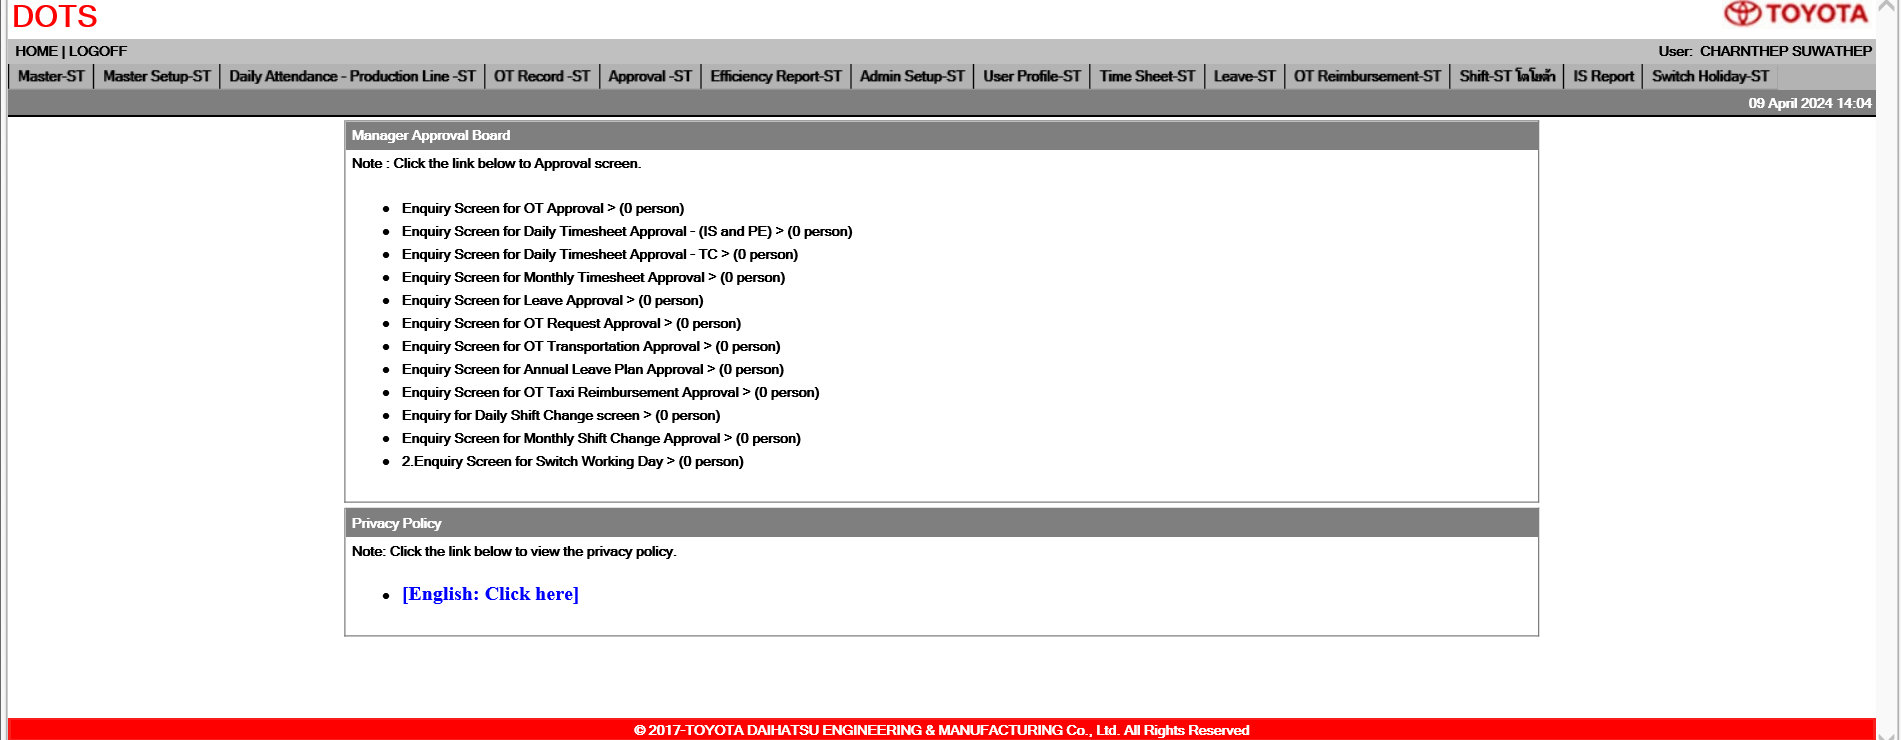 DOTS
TOYOTA
HOME | LOGOFF
User: CHARNTHEP SUWATHEP
Master-ST Master Setup-ST Daily Attendance - Production Line -ST OT Record -ST Approval -ST Efficiency Report-ST Admin Setup-ST User Profile-ST Time Sheet-ST Leave-ST OT Reimbursement-ST Shift-ST โตโยต้า IS Report Switch Holiday-ST
09 April 2024 14:04
Manager Approval Board
Note : Click the link below to Approval screen.
Enquiry Screen for OT Approval > (0 person)
Enquiry Screen for Daily Timesheet Approval - (IS and PE) > (0 person)
Enquiry Screen for Daily Timesheet Approval - TC > (0 person)
Enquiry Screen for Monthly Timesheet Approval > (0 person)
Enquiry Screen for Leave Approval > (0 person)
Enquiry Screen for OT Request Approval > (0 person)
Enquiry Screen for OT Transportation Approval > (0 person)
Enquiry Screen for Annual Leave Plan Approval > (0 person)
Enquiry Screen for OT Taxi Reimbursement Approval > (0 person)
Enquiry for Daily Shift Change screen > (0 person)
Enquiry Screen for Monthly Shift Change Approval > (0 person)
2.Enquiry Screen for Switch Working Day > (0 person)
Privacy Policy
Note: Click the link below to view the privacy policy.
[English: Click here]
© 2017-TOYOTA DAIHATSU ENGINEERING & MANUFACTURING Co., Ltd. All Rights Reserved